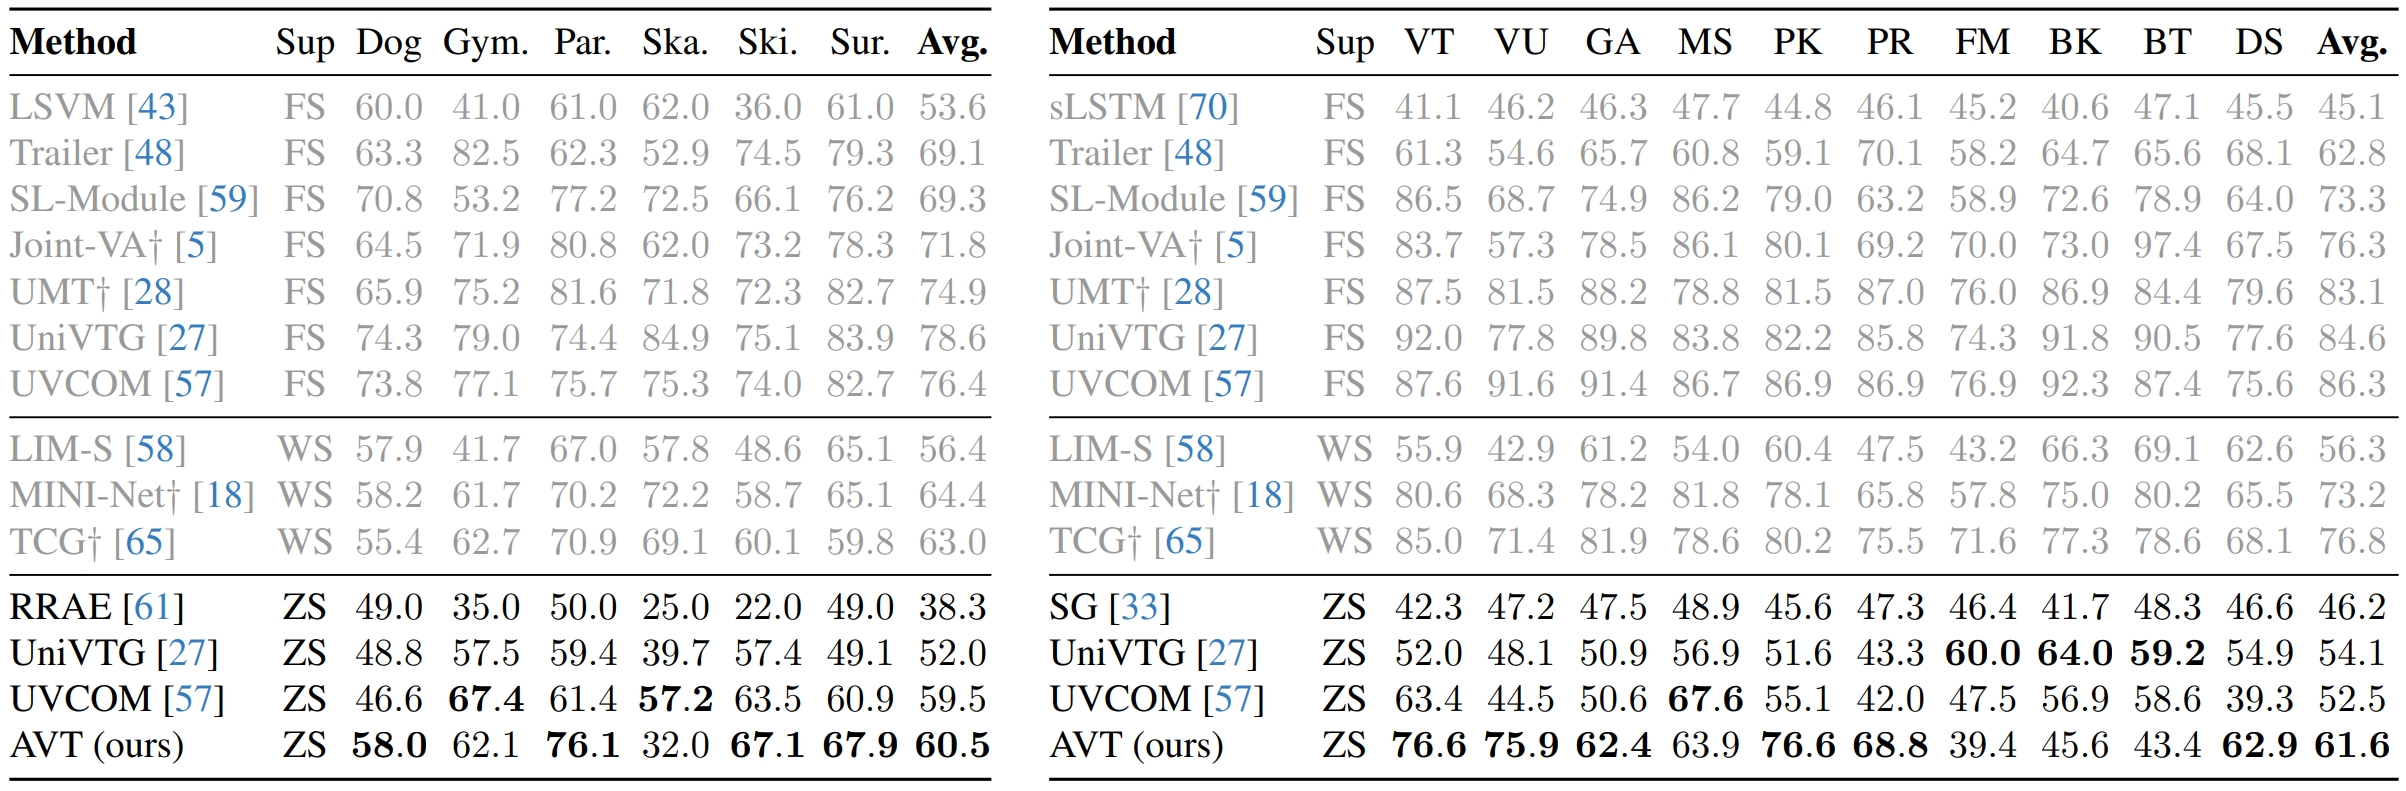 Method Sup Dog Gym. Par. Ska. Ski. Sur. Avg.
LSVM [43] FS 60.0 41.0 61.0 62.0 36.0 61.0 53.6
Trailer [48] FS 63.3 82.5 62.3 52.9 74.5 79.3 69.1
SL-Module [59] FS 70.8 53.2 77.2 72.5 66.1 76.2 69.3
Joint-VA† [5] FS 64.5 71.9 80.8 62.0 73.2 78.3 71.8
UMT† [28] FS 65.9 75.2 81.6 71.8 72.3 82.7 74.9
UniVTG [27] FS 74.3 79.0 74.4 84.9 75.1 83.9 78.6
UVCOM [57] FS 73.8 77.1 75.7 75.3 74.0 82.7 76.4
LIM-S [58] WS 57.9 41.7 67.0 57.8 48.6 65.1 56.4
MINI-Net† [18] WS 58.2 61.7 70.2 72.2 58.7 65.1 64.4
TCG† [65] WS 55.4 62.7 70.9 69.1 60.1 59.8 63.0
RRAE [61] ZS 49.0 35.0 50.0 25.0 22.0 49.0 38.3
UniVTG [27] ZS 48.8 57.5 59.4 39.7 57.4 49.1 52.0
UVCOM [57] ZS 46.6 67.4 61.4 57.2 63.5 60.9 59.5
AVT (ours) ZS 58.0 62.1 76.1 32.0 67.1 67.9 60.5
Method Sup VT VU GA MS PK PR FM BK BT DS Avg.
sLSTM [70] FS 41.1 46.2 46.3 47.7 44.8 46.1 45.2 40.6 47.1 45.5 45.1
Trailer [48] FS 61.3 54.6 65.7 60.8 59.1 70.1 58.2 64.7 65.6 68.1 62.8
SL-Module [59] FS 86.5 68.7 74.9 86.2 79.0 63.2 58.9 72.6 78.9 64.0 73.3
Joint-VA† [5] FS 83.7 57.3 78.5 86.1 80.1 69.2 70.0 73.0 97.4 67.5 76.3
UMT† [28] FS 87.5 81.5 88.2 78.8 81.5 87.0 76.0 86.9 84.4 79.6 83.1
UniVTG [27] FS 92.0 77.8 89.8 83.8 82.2 85.8 74.3 91.8 90.5 77.6 84.6
UVCOM [57] FS 87.6 91.6 91.4 86.7 86.9 86.9 76.9 92.3 87.4 75.6 86.3
LIM-S [58] WS 55.9 42.9 61.2 54.0 60.4 47.5 43.2 66.3 69.1 62.6 56.3
MINI-Net† [18] WS 80.6 68.3 78.2 81.8 78.1 65.8 57.8 75.0 80.2 65.5 73.2
TCG† [65] WS 85.0 71.4 81.9 78.6 80.2 75.5 71.6 77.3 78.6 68.1 76.8
SG [33] ZS 42.3 47.2 47.5 48.9 45.6 47.3 46.4 41.7 48.3 46.6 46.2
UniVTG [27] ZS 52.0 48.1 50.9 56.9 51.6 43.3 60.0 64.0 59.2 54.9 54.1
UVCOM [57] ZS 63.4 44.5 50.6 67.6 55.1 42.0 47.5 56.9 58.6 39.3 52.5
AVT (ours) ZS 76.6 75.9 62.4 63.9 76.6 68.8 39.4 45.6 43.4 62.9 61.6